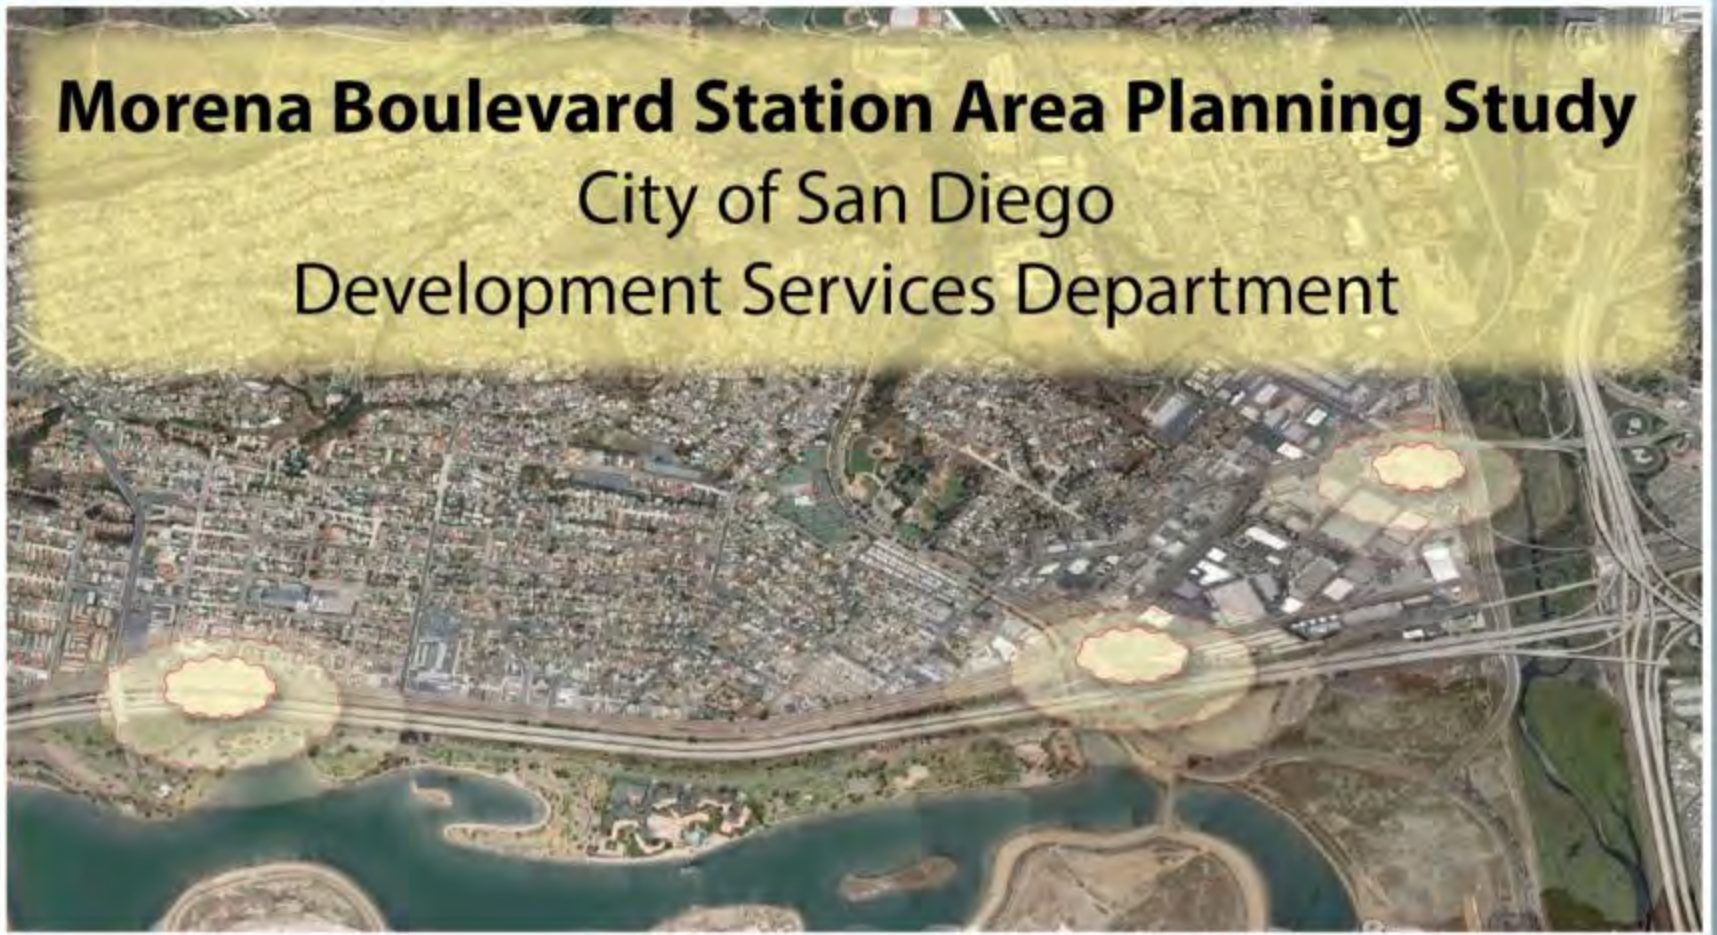 Morena Boulevard Station Area Planning Study
City of San Diego
Development Services Department